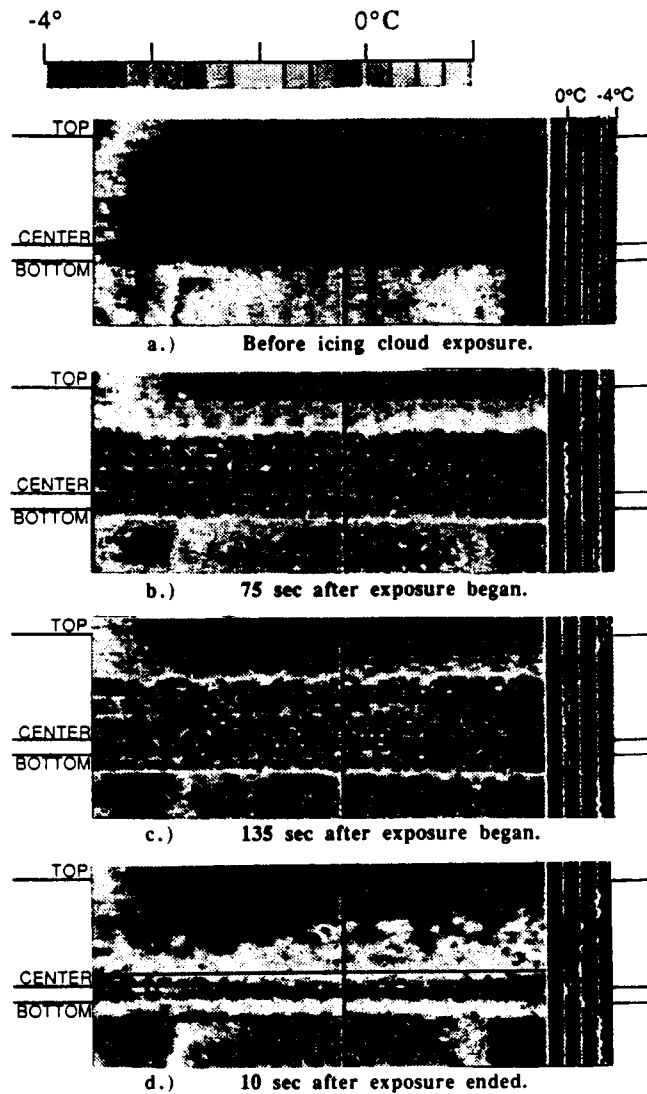 -4° 0°C
0°C -4°C
TOP
CENTER
BOTTOM
a.) Before icing cloud exposure.
TOP
CENTER
BOTTOM
b.) 75 sec after exposure began.
TOP
CENTER
BOTTOM
c.) 135 sec after exposure began.
TOP
CENTER
BOTTOM
d.) 10 sec after exposure ended.